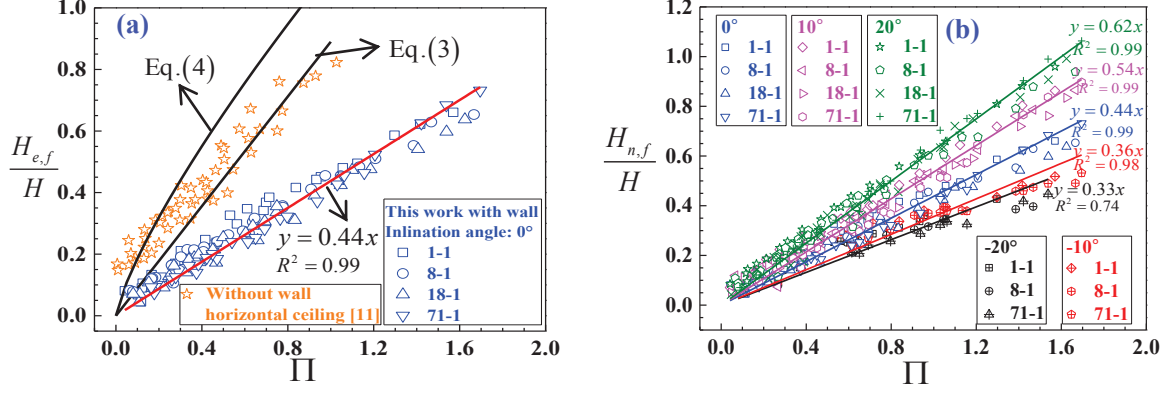 (a)
Eq.(4)
Eq.(3)
1.0
0.8
0.6
0.4
0.2
0.0
H_{e,f}
H
y = 0.44x
R² = 0.99
This work with wall
Inlination angle: 0°
1-1
8-1
18-1
71-1
Without wall
horizontal ceiling [11]
0.0 0.4 0.8 1.2 1.6 2.0
Π
(b)
0° 10° 20°
1-1 1-1 1-1
8-1 8-1 8-1
18-1 18-1 18-1
71-1 71-1 71-1
1.2
1.0
0.8
0.6
0.4
0.2
0.0
H_{n,f}
H
y = 0.62x
R² = 0.99
y = 0.54x
R² = 0.99
y = 0.44x
R² = 0.99
y = 0.36x
R² = 0.98
y = 0.33x
R² = 0.74
-20° -10°
1-1 1-1
8-1 8-1
71-1 71-1
0.0 0.4 0.8 1.2 1.6 2.0
Π